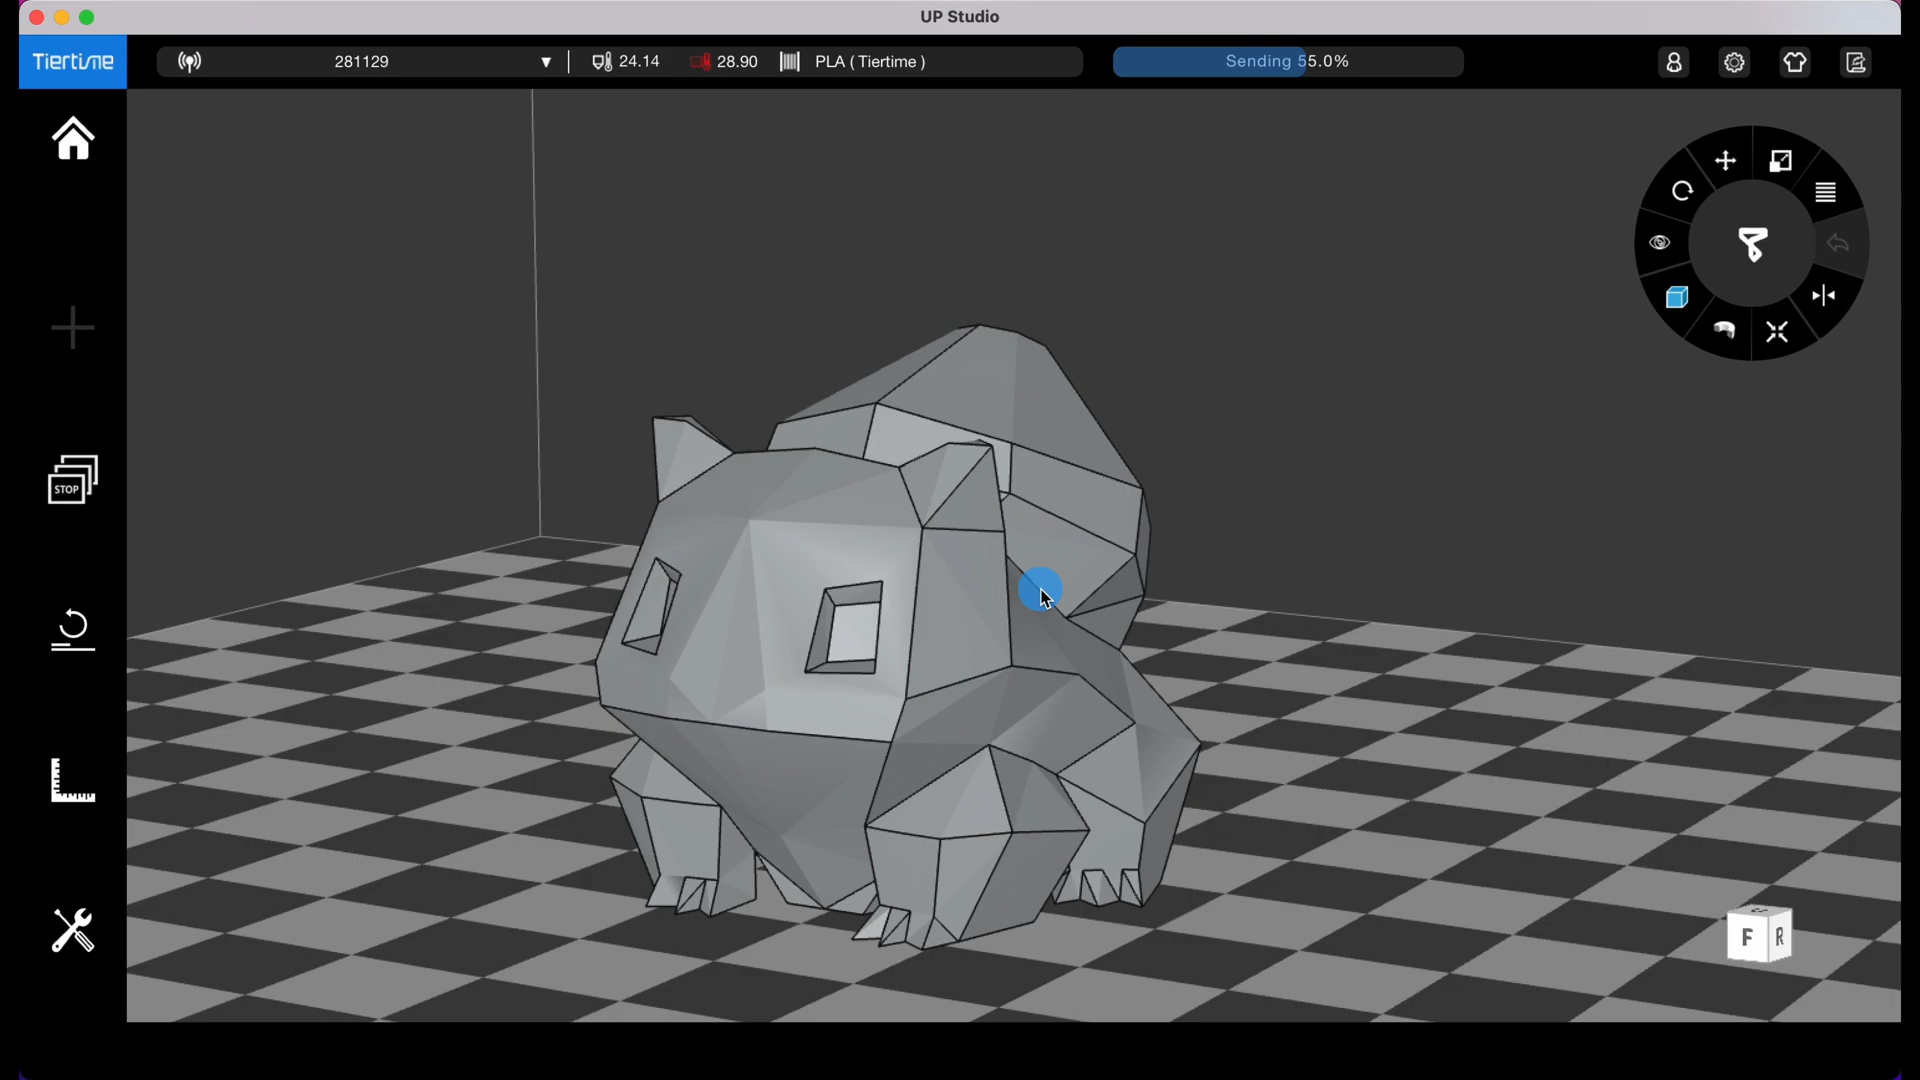 UP Studio
Tiertime 281129 24.14 28.90 PLA ( Tiertime ) Sending 55.0%
STOP
F R